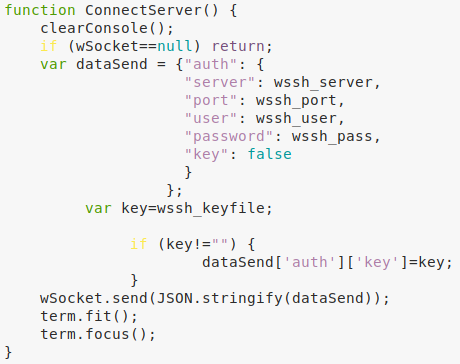 function ConnectServer() {
    clearConsole();
    if (wSocket==null) return;
    var dataSend = {"auth": {
                    "server": wssh_server,
                    "port": wssh_port,
                    "user": wssh_user,
                    "password": wssh_pass,
                    "key": false
                    }
                  };
         var key=wssh_keyfile;

              if (key!="") {
                      dataSend['auth']['key']=key;
              }
    wSocket.send(JSON.stringify(dataSend));
    term.fit();
    term.focus();
}